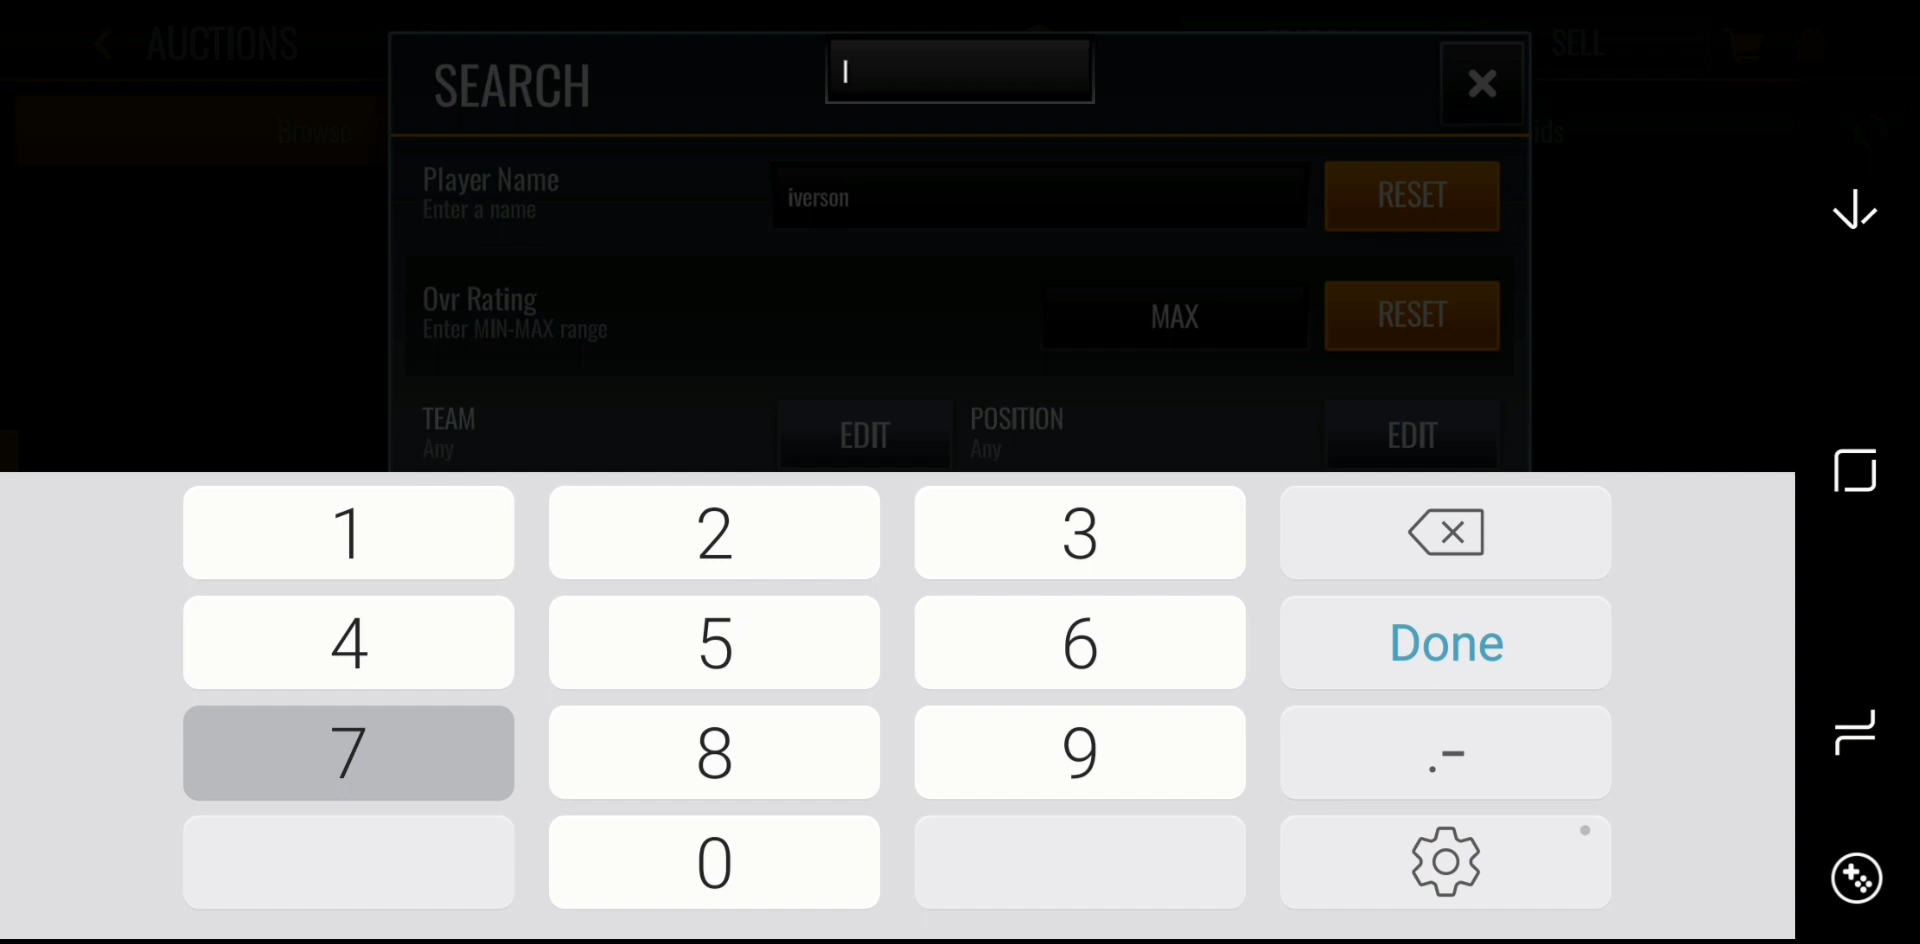 AUCTIONS
SELL
SEARCH
Browse
ids
Player Name
Enter a name
iverson
RESET
Ovr Rating
Enter MIN-MAX range
MAX
RESET
TEAM
Any
EDIT
POSITION
Any
EDIT
1 2 3
4 5 6 Done
7 8 9 .-
0